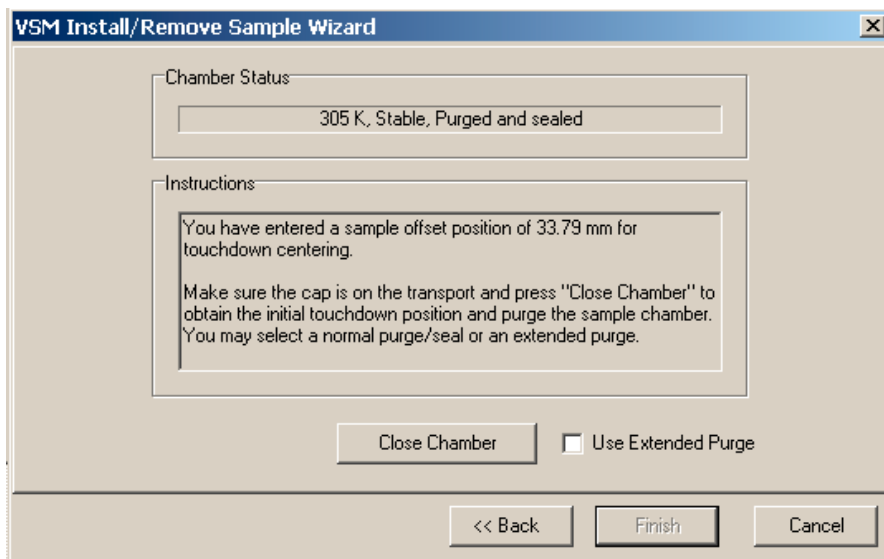 VSM Install/Remove Sample Wizard
Chamber Status
305 K, Stable, Purged and sealed
Instructions
You have entered a sample offset position of 33.79 mm for
touchdown centering.
Make sure the cap is on the transport and press "Close Chamber" to
obtain the initial touchdown position and purge the sample chamber.
You may select a normal purge/seal or an extended purge.
Close Chamber
Use Extended Purge
<< Back
Finish
Cancel